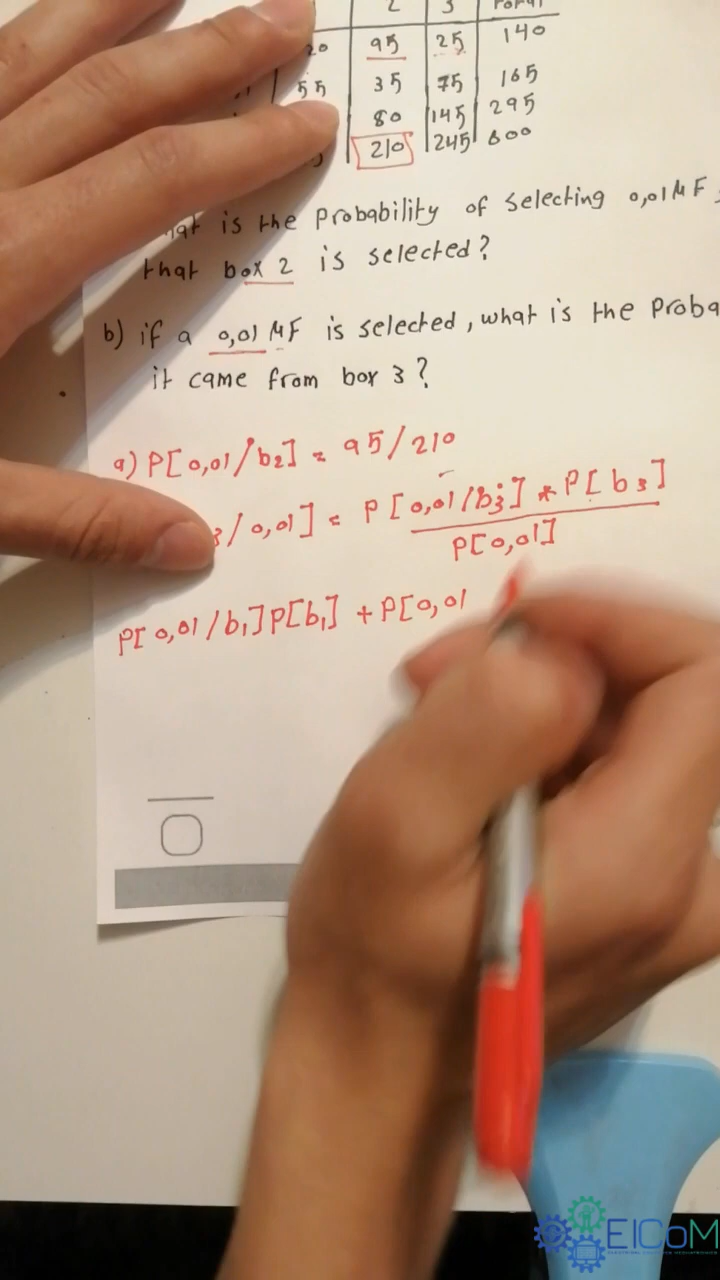 2 3 Total
20 95 25 140
55 35 75 165
80 145 295
210 245 600
is the probability of selecting 0,01 MF,
that box 2 is selected?
b) if a 0,01 MF is selected, what is the proba
it came from box 3?
a) P[0,01/b2] = 95/210
3/0,01] = P[0,01/b3] * P[b3]
P[0,01]
P[0,01/b1]P[b1] + P[0,01
EICoM